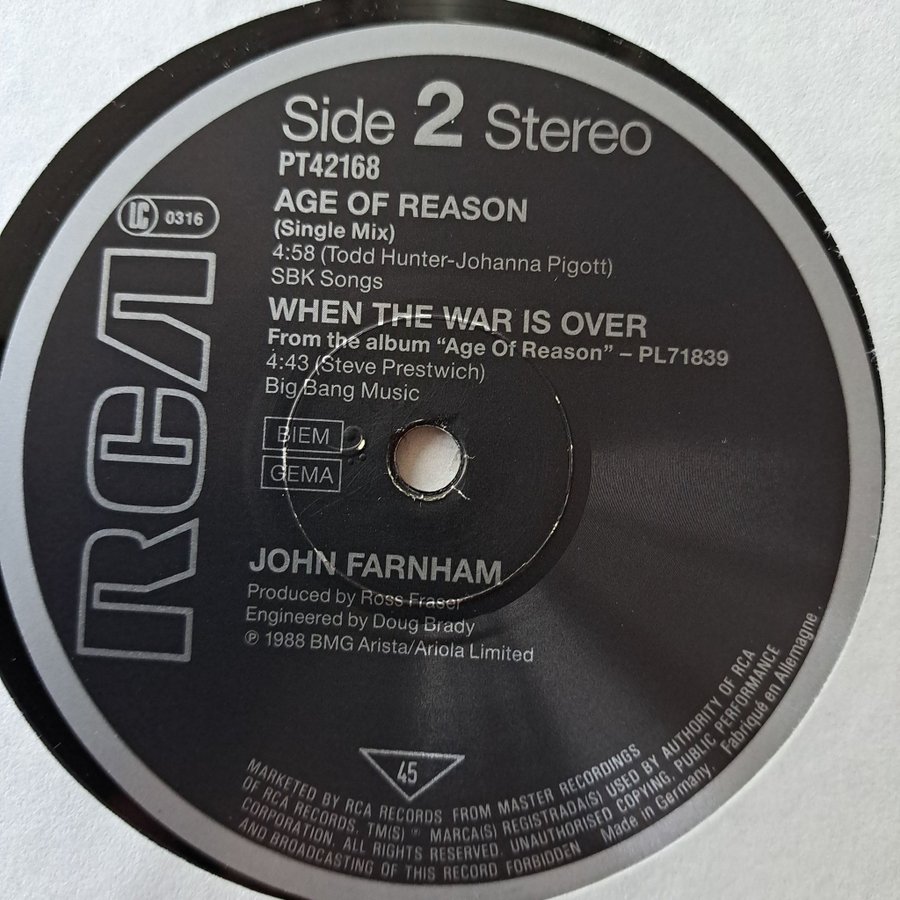 Side 2 Stereo
PT42168
AGE OF REASON
(Single Mix)
4:58 (Todd Hunter-Johanna Pigott)
SBK Songs
WHEN THE WAR IS OVER
From the album “Age Of Reason” – PL71839
4:43 (Steve Prestwich)
Big Bang Music
LC 0316
RCA
BIEM
GEMA
JOHN FARNHAM
Produced by Ross Fraser
Engineered by Doug Brady
℗ 1988 BMG Arista/Ariola Limited
45
MARKETED BY RCA RECORDS FROM MASTER RECORDINGS
OF RCA RECORDS. TM(S) ® MARCA(S) REGISTRADA(S) USED BY AUTHORITY OF RCA
CORPORATION. ALL RIGHTS RESERVED. UNAUTHORISED COPYING, PUBLIC PERFORMANCE
AND BROADCASTING OF THIS RECORD FORBIDDEN Made in Germany. Fabriqué en Allemagne.